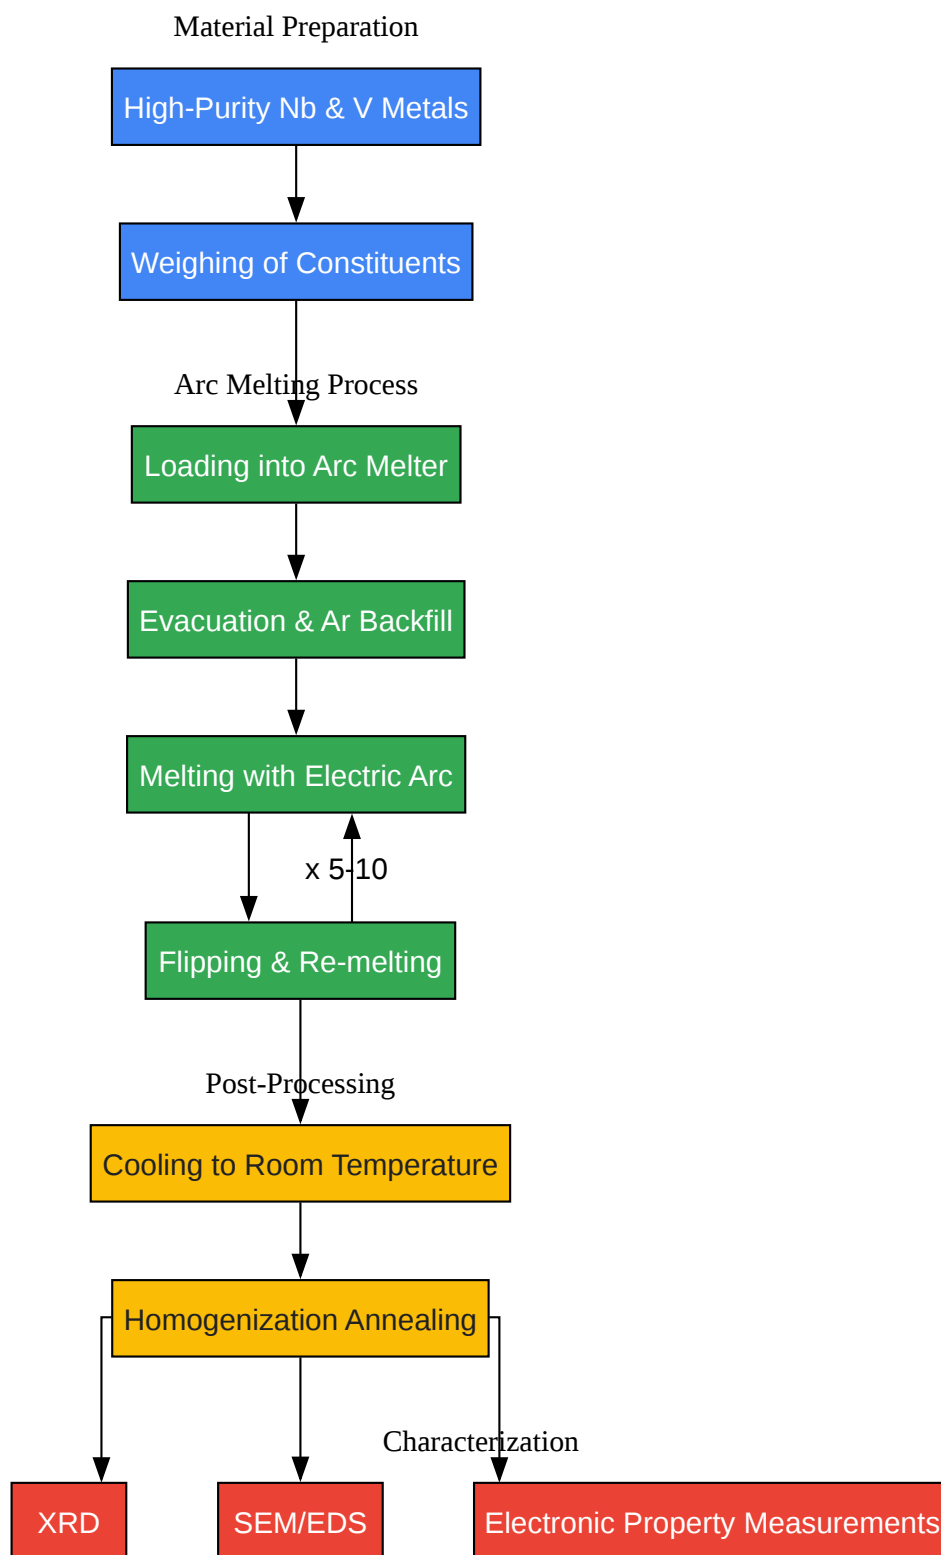 Material Preparation
High-Purity Nb & V Metals
Weighing of Constituents
Arc Melting Process
Loading into Arc Melter
Evacuation & Ar Backfill
Melting with Electric Arc
x 5-10
Flipping & Re-melting
Post-Processing
Cooling to Room Temperature
Homogenization Annealing
Characterization
XRD
SEM/EDS
Electronic Property Measurements